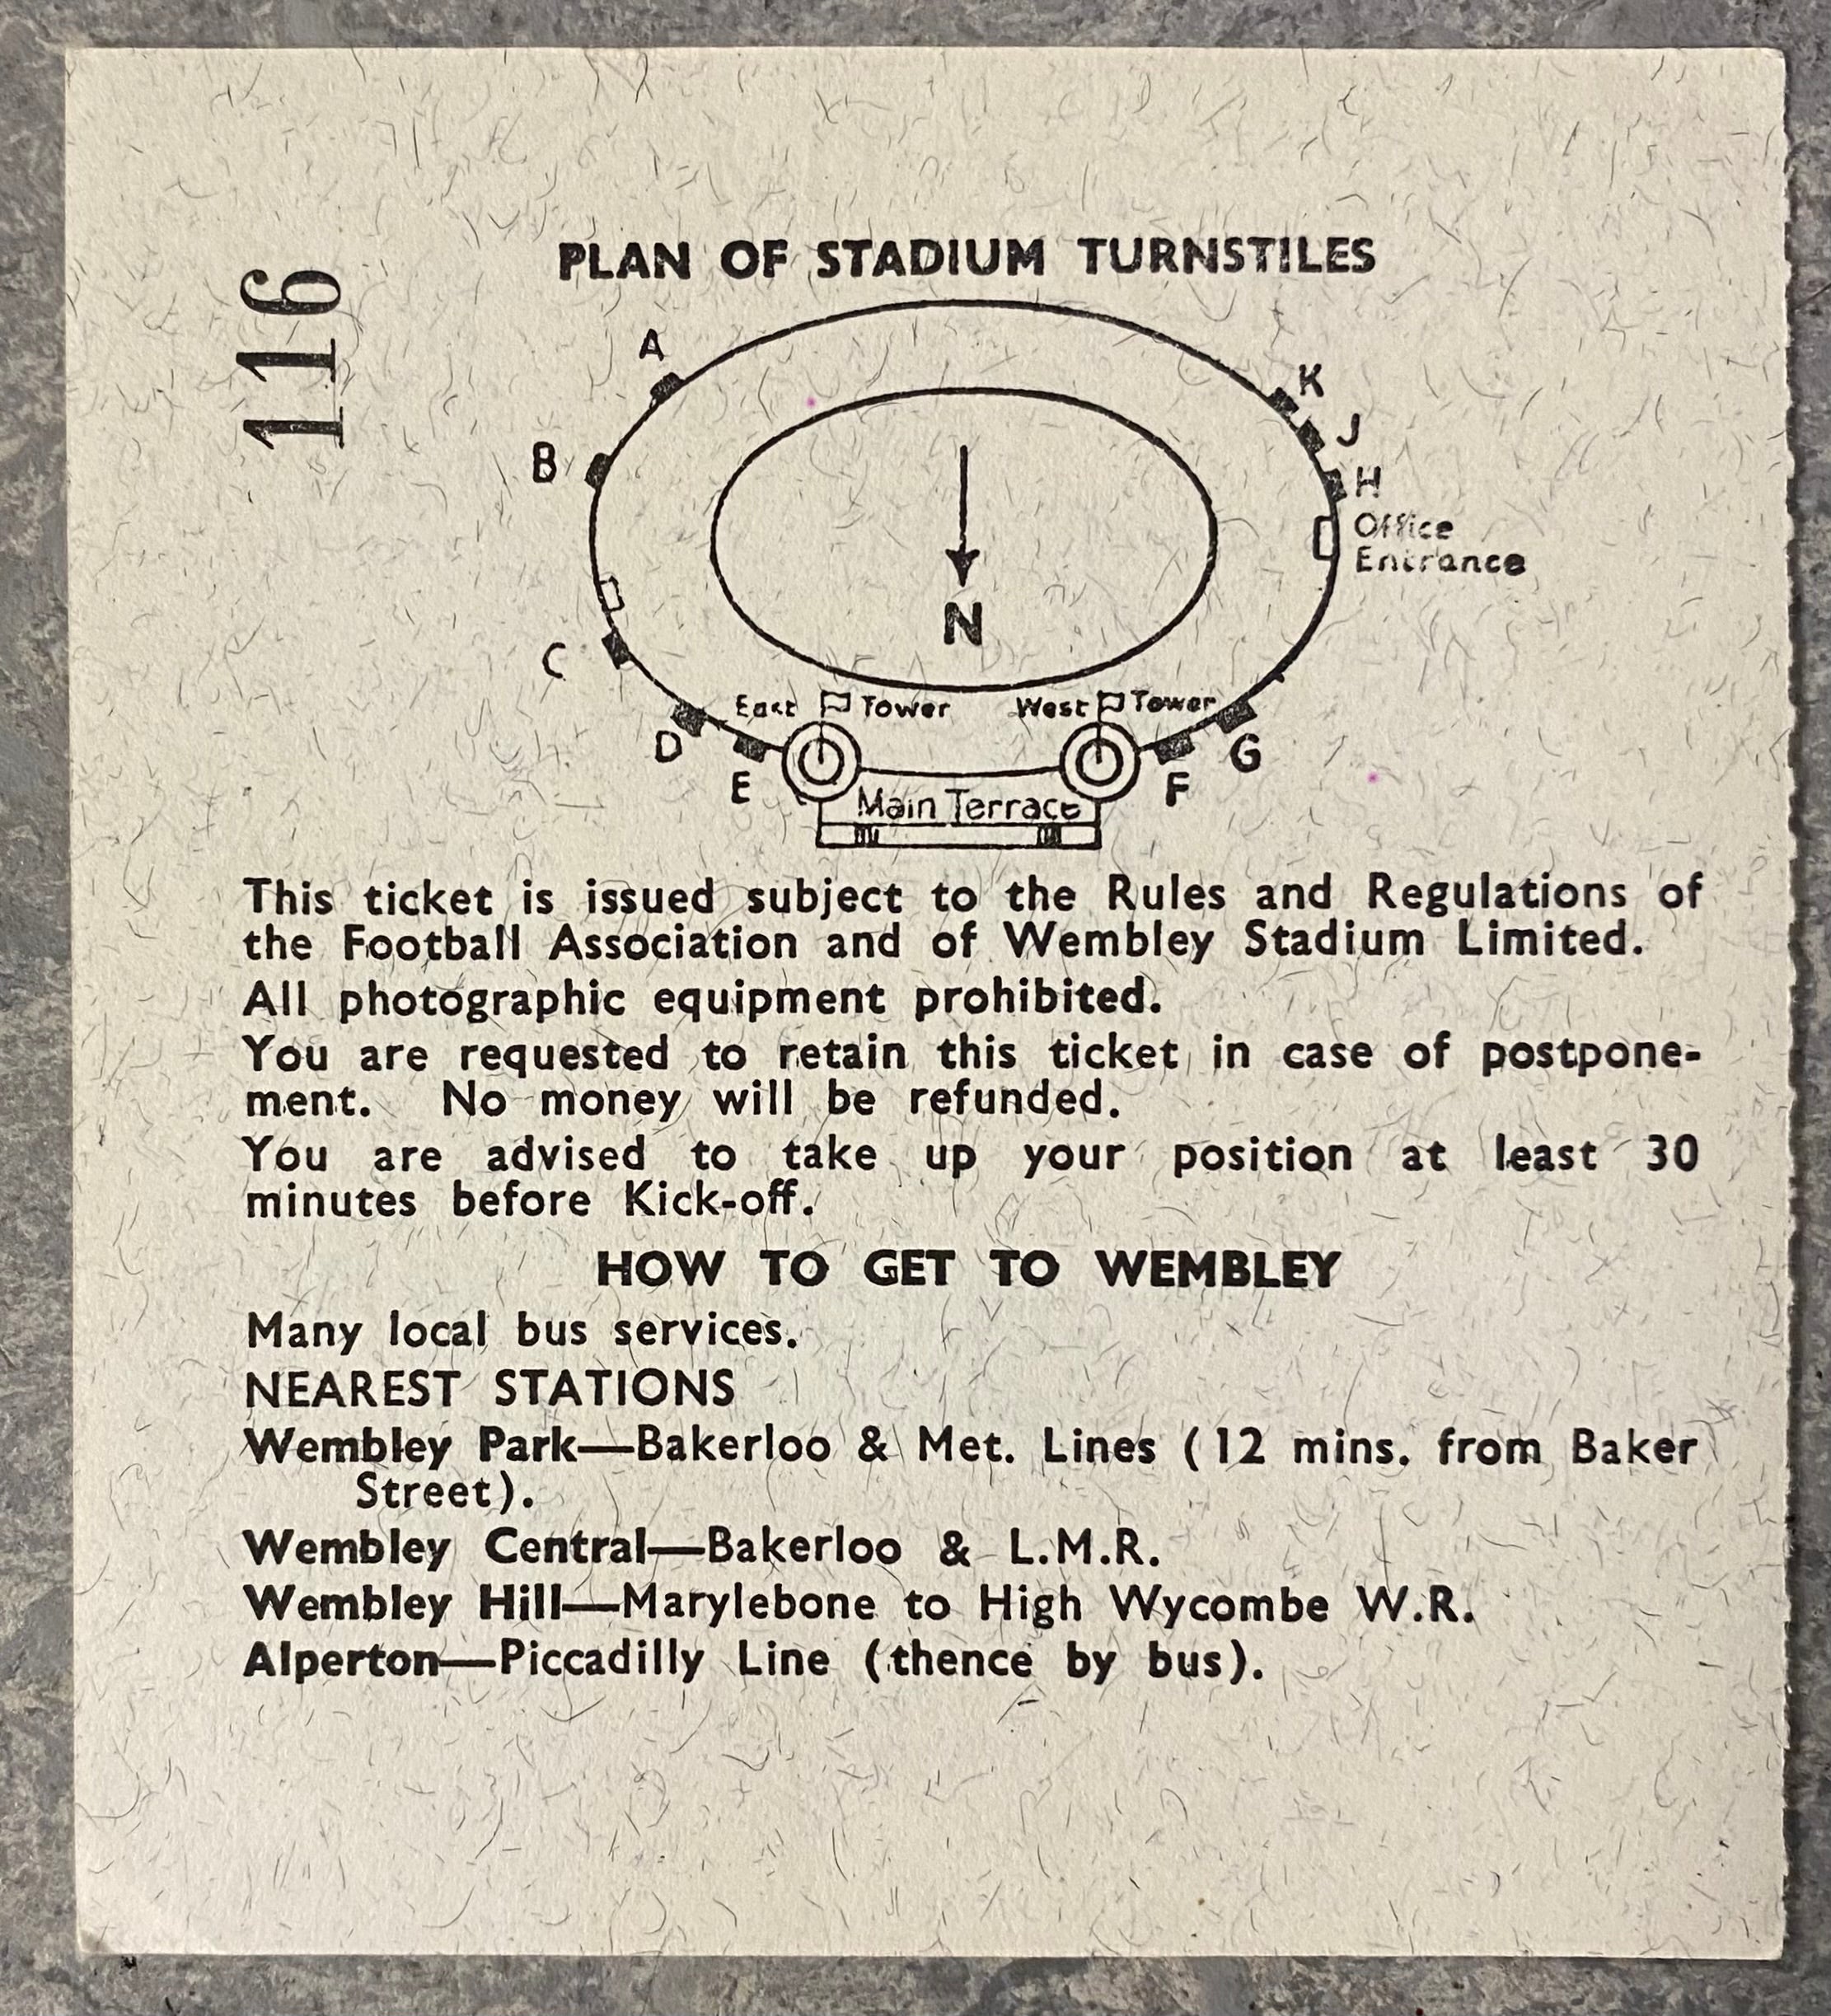 116
PLAN OF STADIUM TURNSTILES
A
K
J
B
H
Office
Entrance
N
C
East Tower
West Tower
D
G
E
F
Main Terrace
This ticket is issued subject to the Rules and Regulations of
the Football Association and of Wembley Stadium Limited.
All photographic equipment prohibited.
You are requested to retain this ticket in case of postpone-
ment. No money will be refunded.
You are advised to take up your position at least 30
minutes before Kick-off.
HOW TO GET TO WEMBLEY
Many local bus services.
NEAREST STATIONS
Wembley Park—Bakerloo & Met. Lines (12 mins. from Baker
Street).
Wembley Central—Bakerloo & L.M.R.
Wembley Hill—Marylebone to High Wycombe W.R.
Alperton—Piccadilly Line (thence by bus).